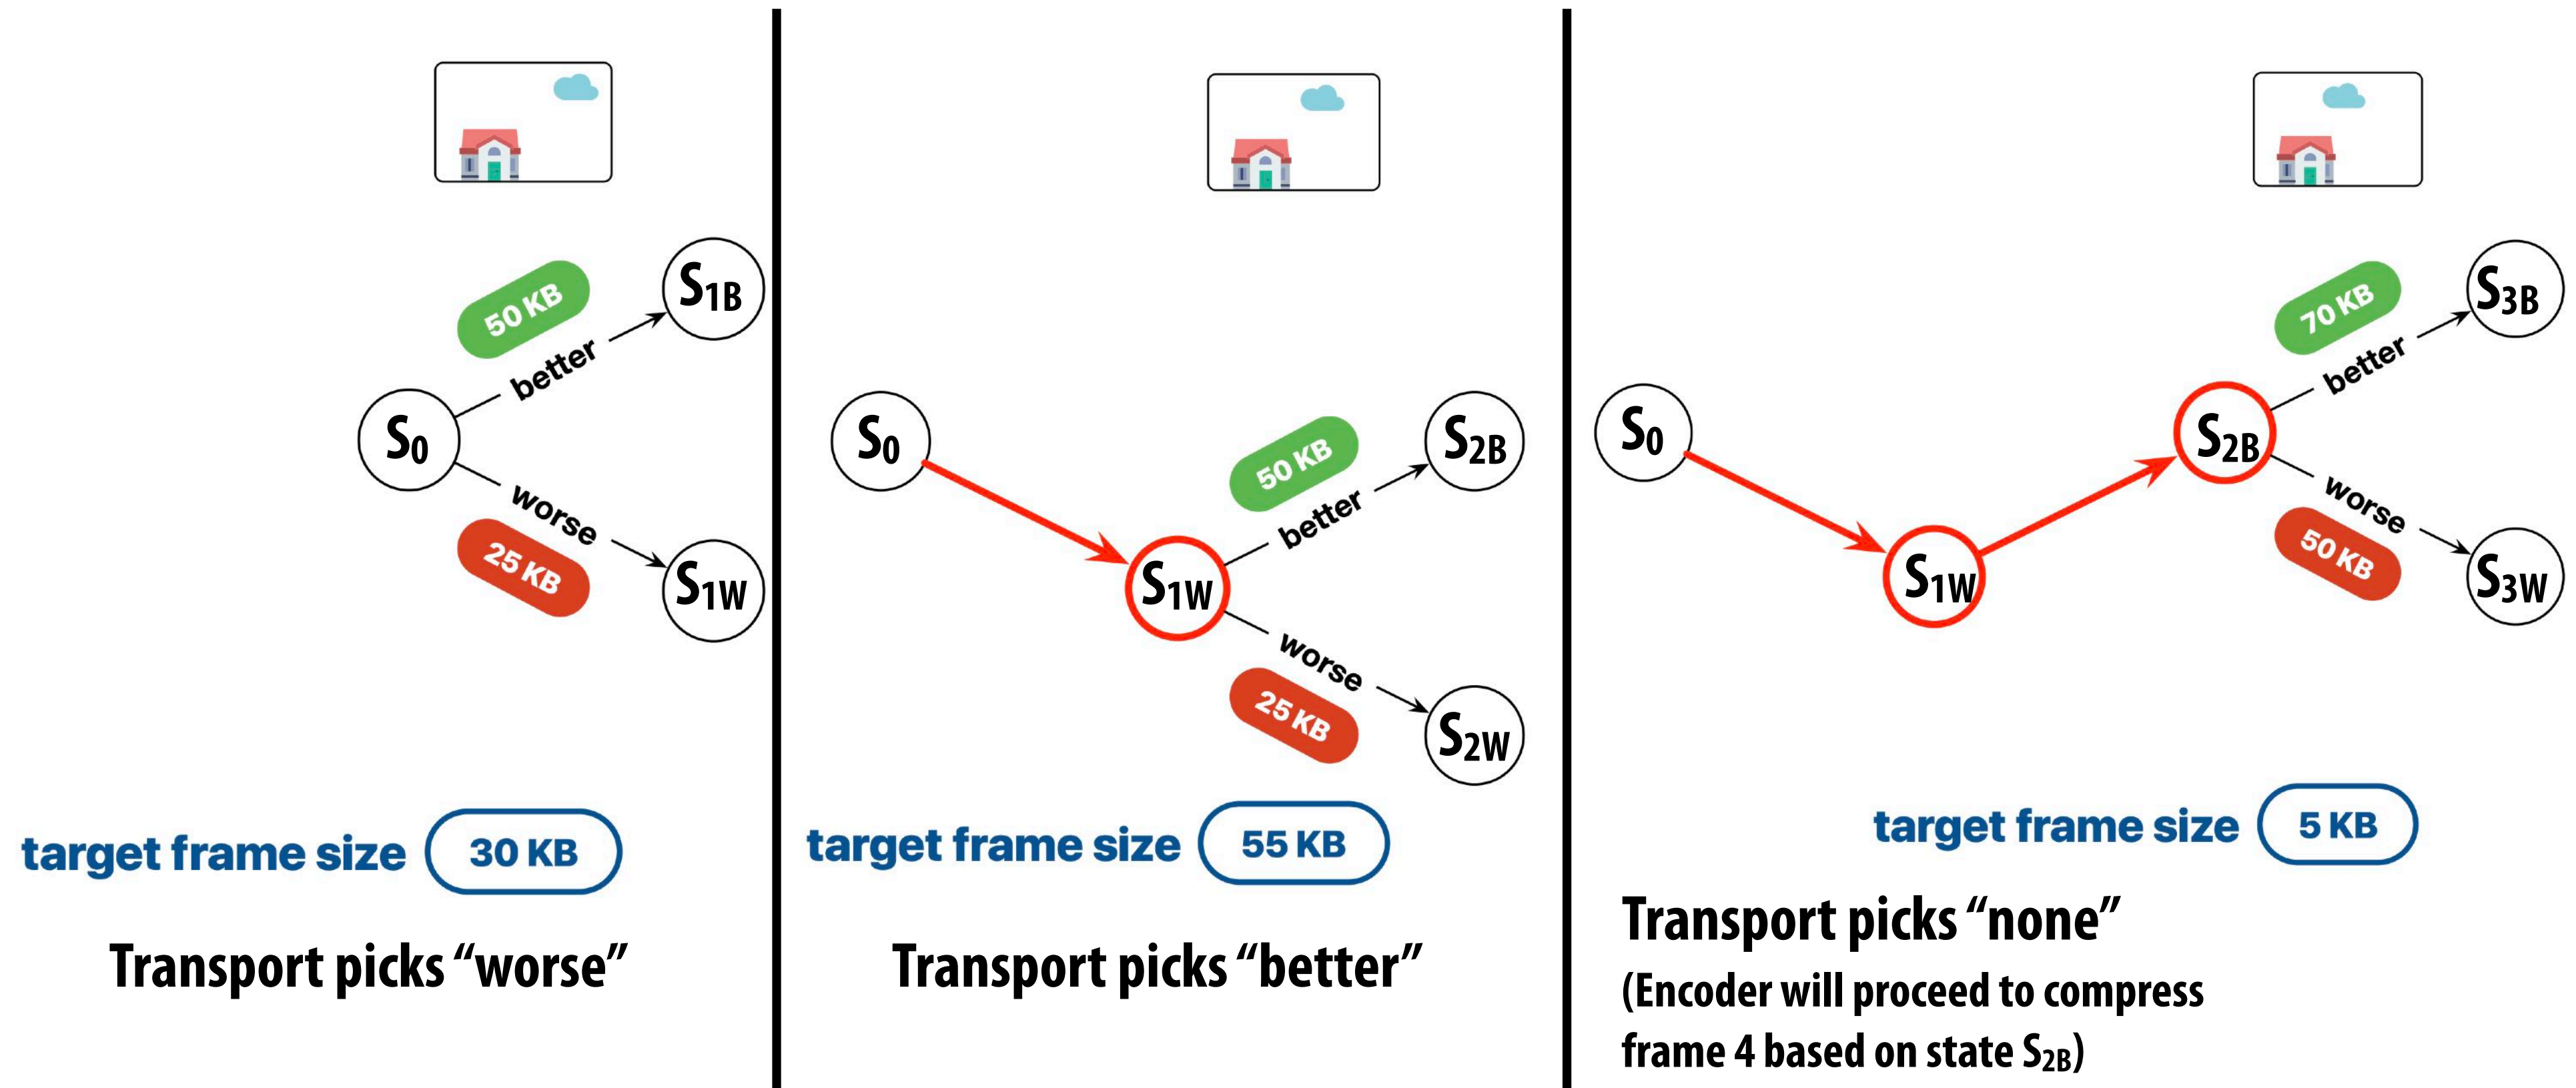 50 KB
better
S1B
S0
worse
25 KB
S1W
target frame size 30 KB
Transport picks “worse”
S0
50 KB
better
S2B
S1W
worse
25 KB
S2W
target frame size 55 KB
Transport picks “better”
S0
S1W
S2B
70 KB
better
S3B
worse
50 KB
S3W
target frame size 5 KB
Transport picks “none”
(Encoder will proceed to compress
frame 4 based on state S2B)